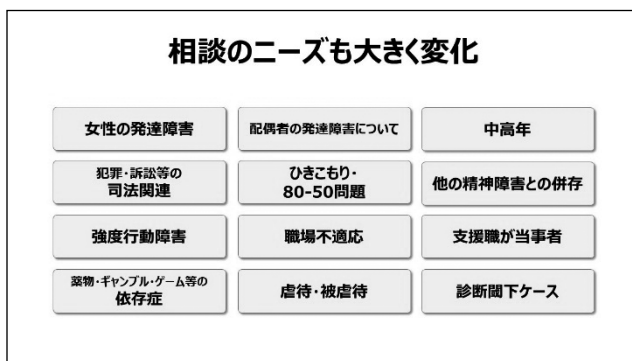 相談のニーズも大きく変化
女性の発達障害
配偶者の発達障害について
中高年
犯罪・訴訟等の
司法関連
ひきこもり・
80-50問題
他の精神障害との併存
強度行動障害
職場不適応
支援職が当事者
薬物・ギャンブル・ゲーム等の
依存症
虐待・被虐待
診断閾下ケース